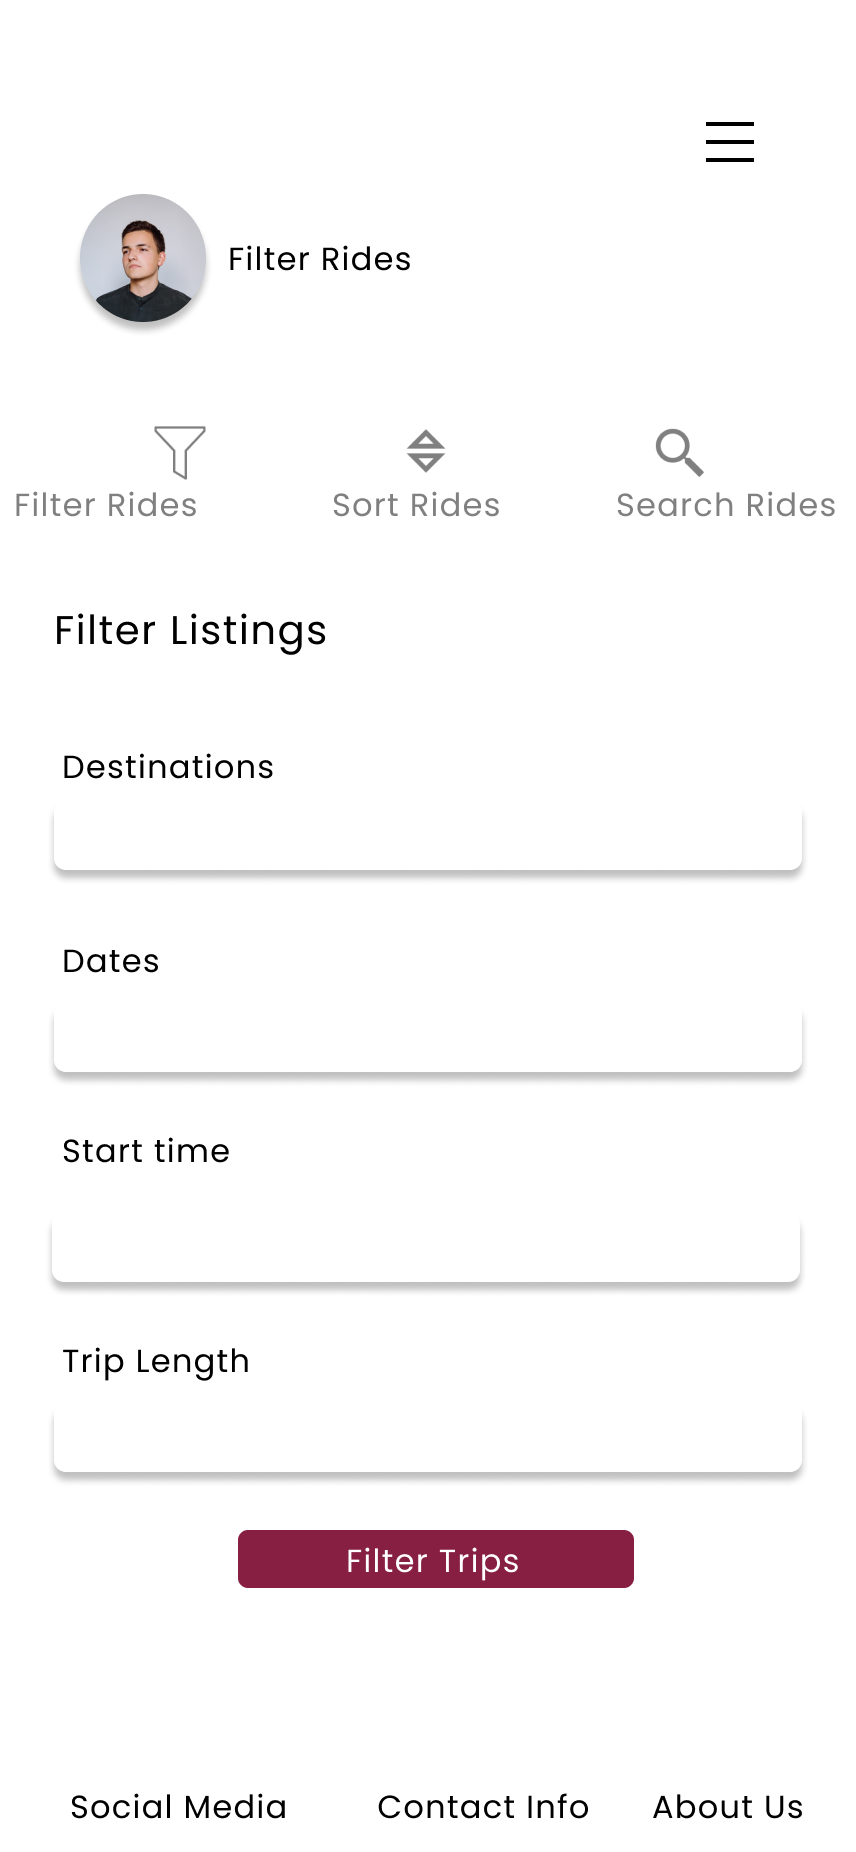 Filter Rides
Filter Rides
Sort Rides
Search Rides
Filter Listings
Destinations
Dates
Start time
Trip Length
Filter Trips
Social Media
Contact Info
About Us